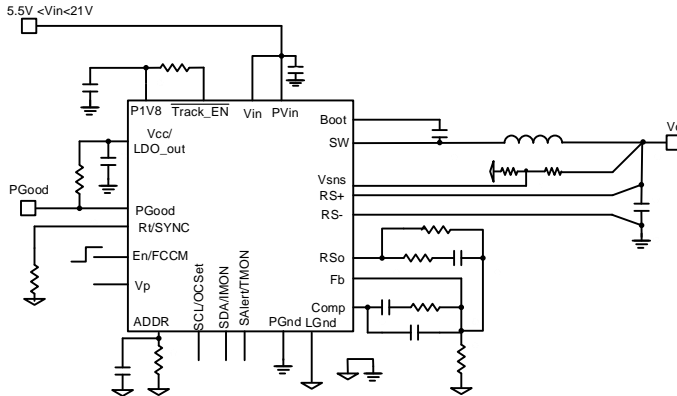 5.5V <Vin<21V
P1V8
Track_EN
Vin
PVin
Boot
Vcc/
LDO_out
SW
Vo
Vsns
PGood
RS+
PGood
RS-
Rt/SYNC
En/FCCM
RSo
Vp
Fb
SCL/OCSet
SDA/IMON
SAlert/TMON
Comp
ADDR
PGnd
LGnd